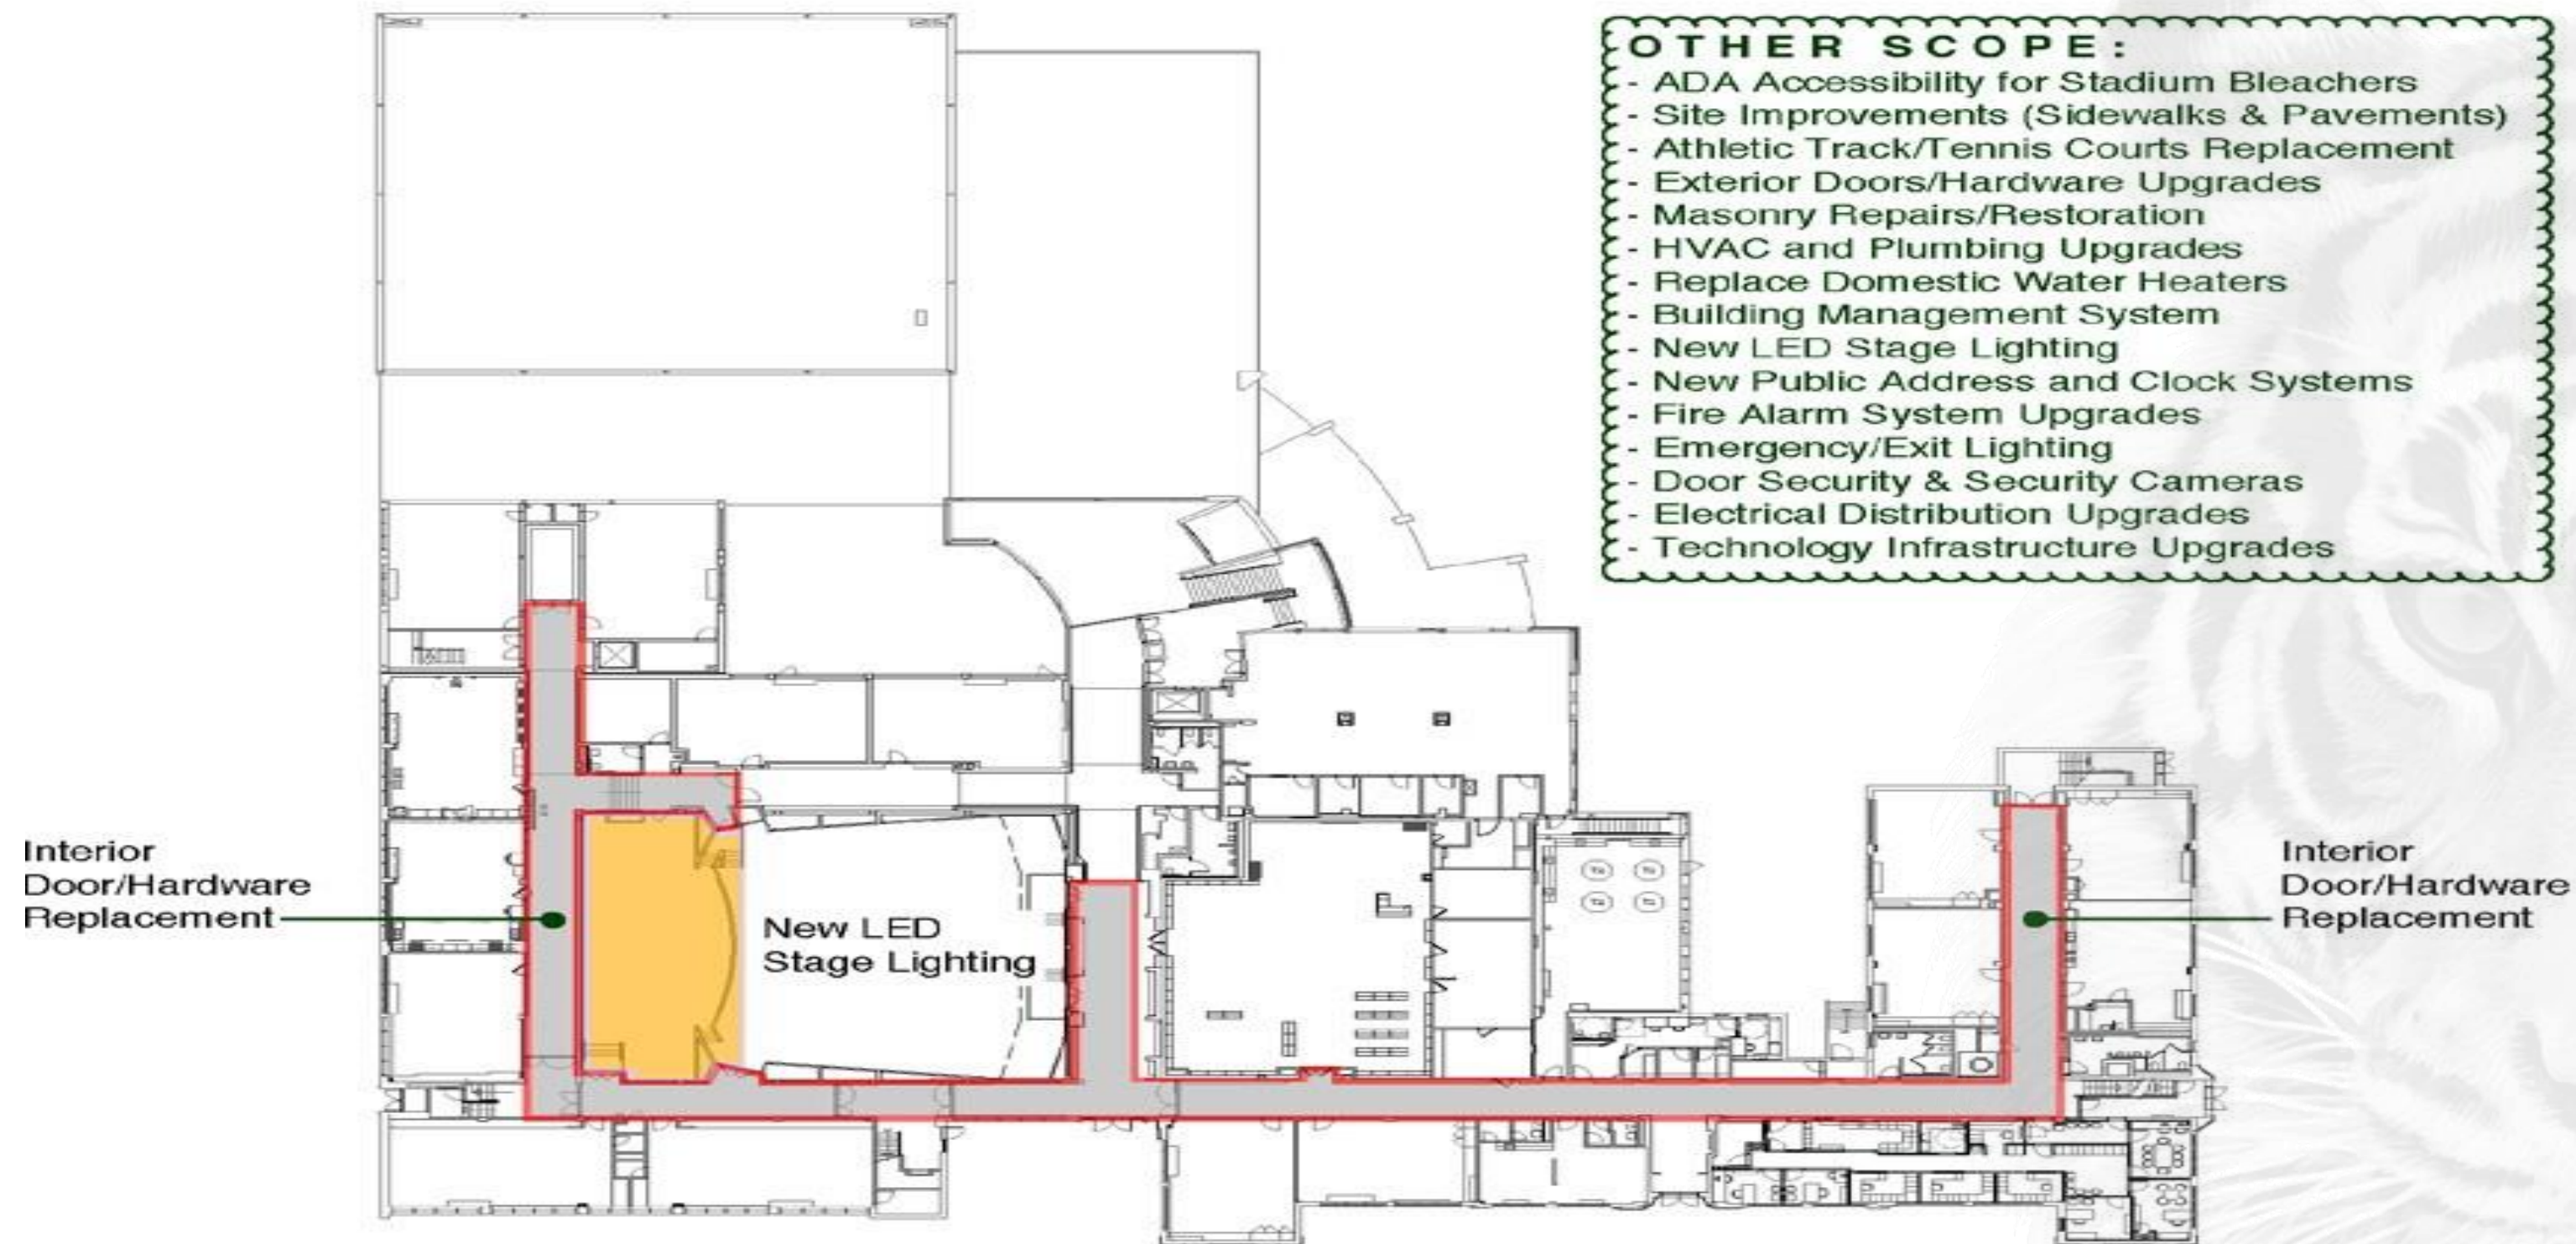 OTHER SCOPE:
- ADA Accessibility for Stadium Bleachers
- Site Improvements (Sidewalks & Pavements)
- Athletic Track/Tennis Courts Replacement
- Exterior Doors/Hardware Upgrades
- Masonry Repairs/Restoration
- HVAC and Plumbing Upgrades
- Replace Domestic Water Heaters
- Building Management System
- New LED Stage Lighting
- New Public Address and Clock Systems
- Fire Alarm System Upgrades
- Emergency/Exit Lighting
- Door Security & Security Cameras
- Electrical Distribution Upgrades
- Technology Infrastructure Upgrades
Interior
Door/Hardware
Replacement
New LED
Stage Lighting
Interior
Door/Hardware
Replacement